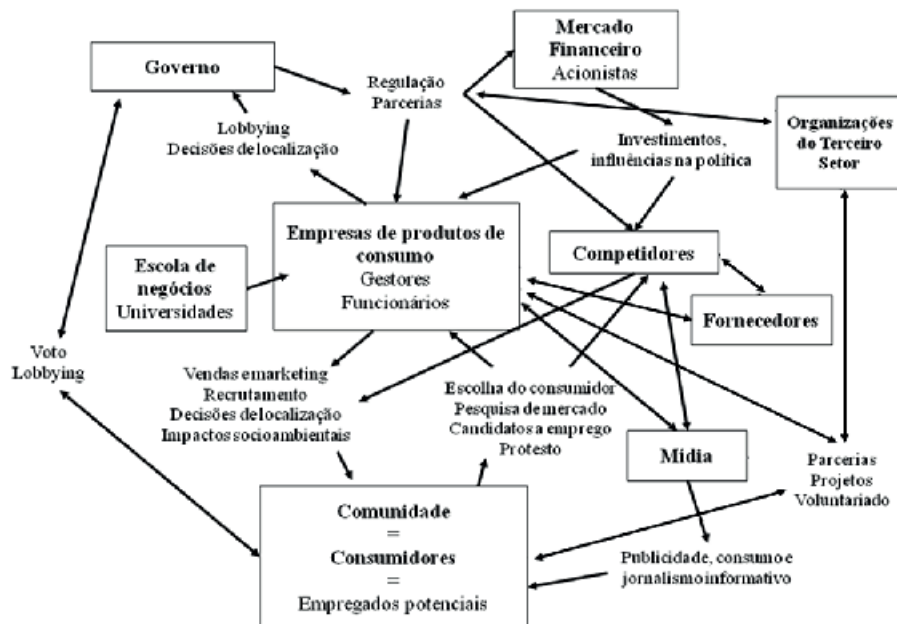 Mercado
Financeiro
Acionistas
Governo
Regulação
Parcerias
Lobbying
Decisões de localização
Investimentos,
influências na política
Organizações
do Terceiro
Setor
Empresas de produtos de
consumo
Gestores
Funcionários
Competidores
Escola de
negócios
Universidades
Fornecedores
Voto
Lobbying
Vendas e marketing
Recrutamento
Decisões de localização
Impactos socioambientais
Escolha do consumidor
Pesquisa de mercado
Candidatos a emprego
Protesto
Mídia
Parcerias
Projetos
Voluntariado
Comunidade
=
Consumidores
=
Empregados potenciais
Publicidade, consumo e
jornalismo informativo